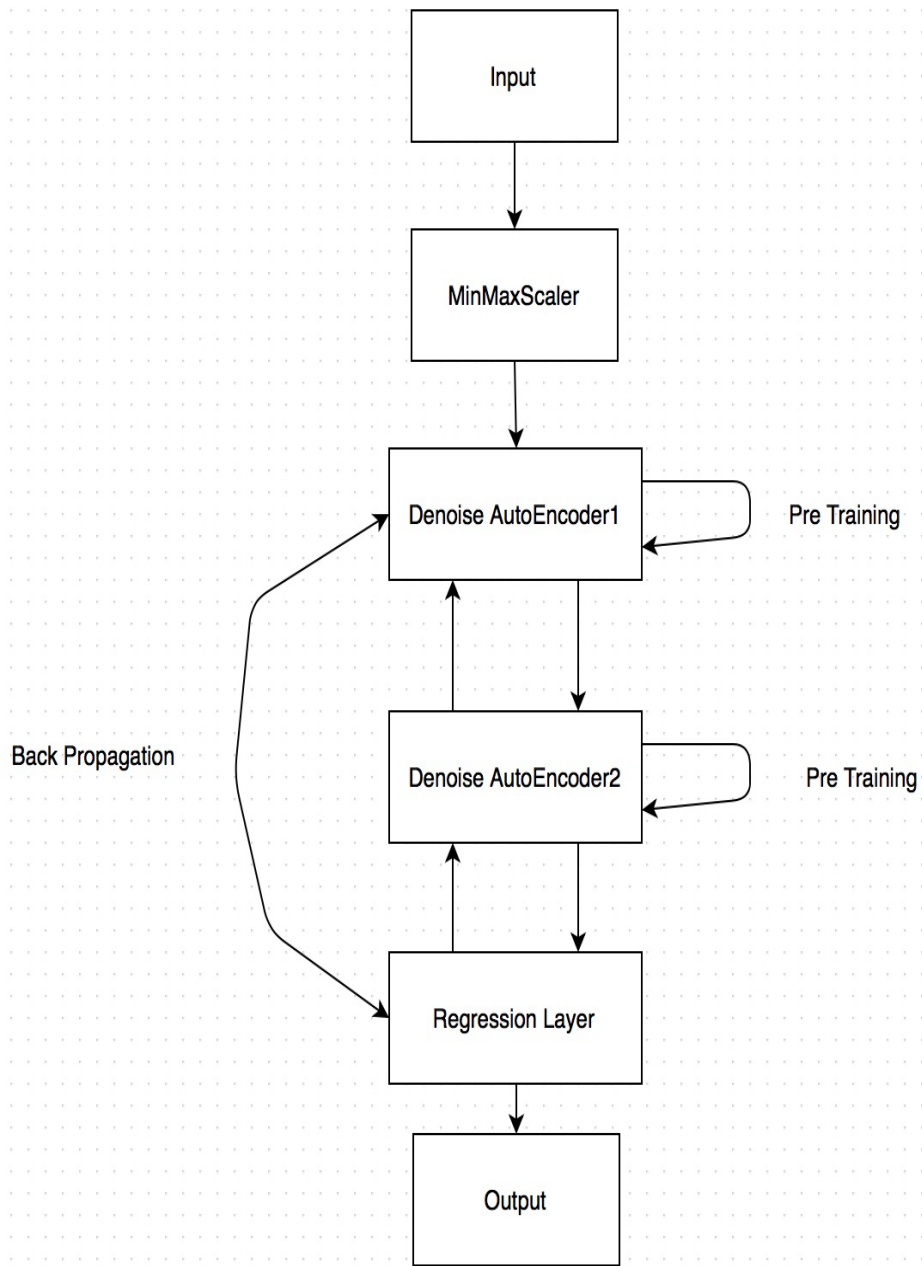 Input
MinMaxScaler
Denoise AutoEncoder1
Pre Training
Back Propagation
Denoise AutoEncoder2
Pre Training
Regression Layer
Output